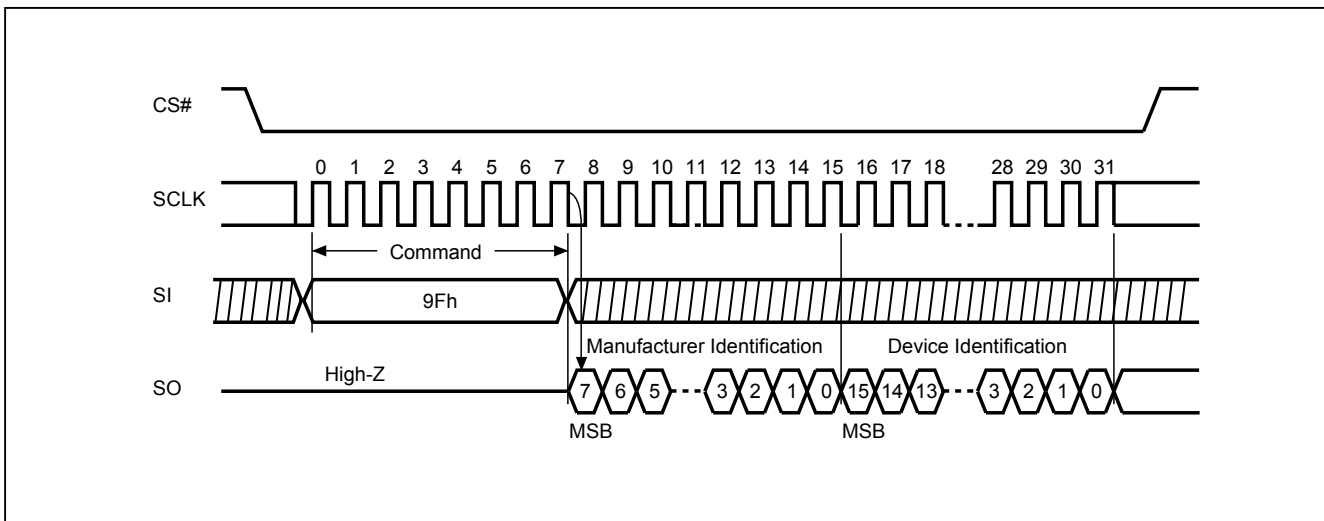 CS#
0 1 2 3 4 5 6 7 8 9 10 11 12 13 14 15 16 17 18 28 29 30 31
SCLK
Command
SI
9Fh
Manufacturer Identification Device Identification
High-Z
SO
7 6 5 3 2 1 0 15 14 13 3 2 1 0
MSB MSB